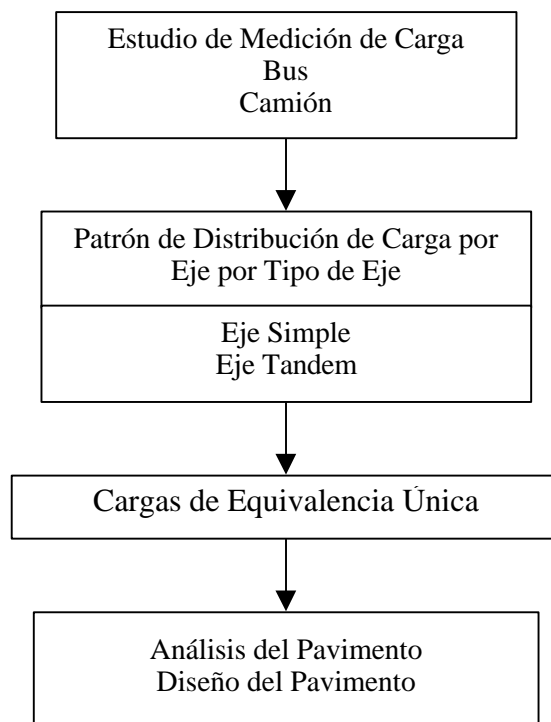 Estudio de Medición de Carga
Bus
Camión
Patrón de Distribución de Carga por
Eje por Tipo de Eje
Eje Simple
Eje Tandem
Cargas de Equivalencia Única
Análisis del Pavimento
Diseño del Pavimento